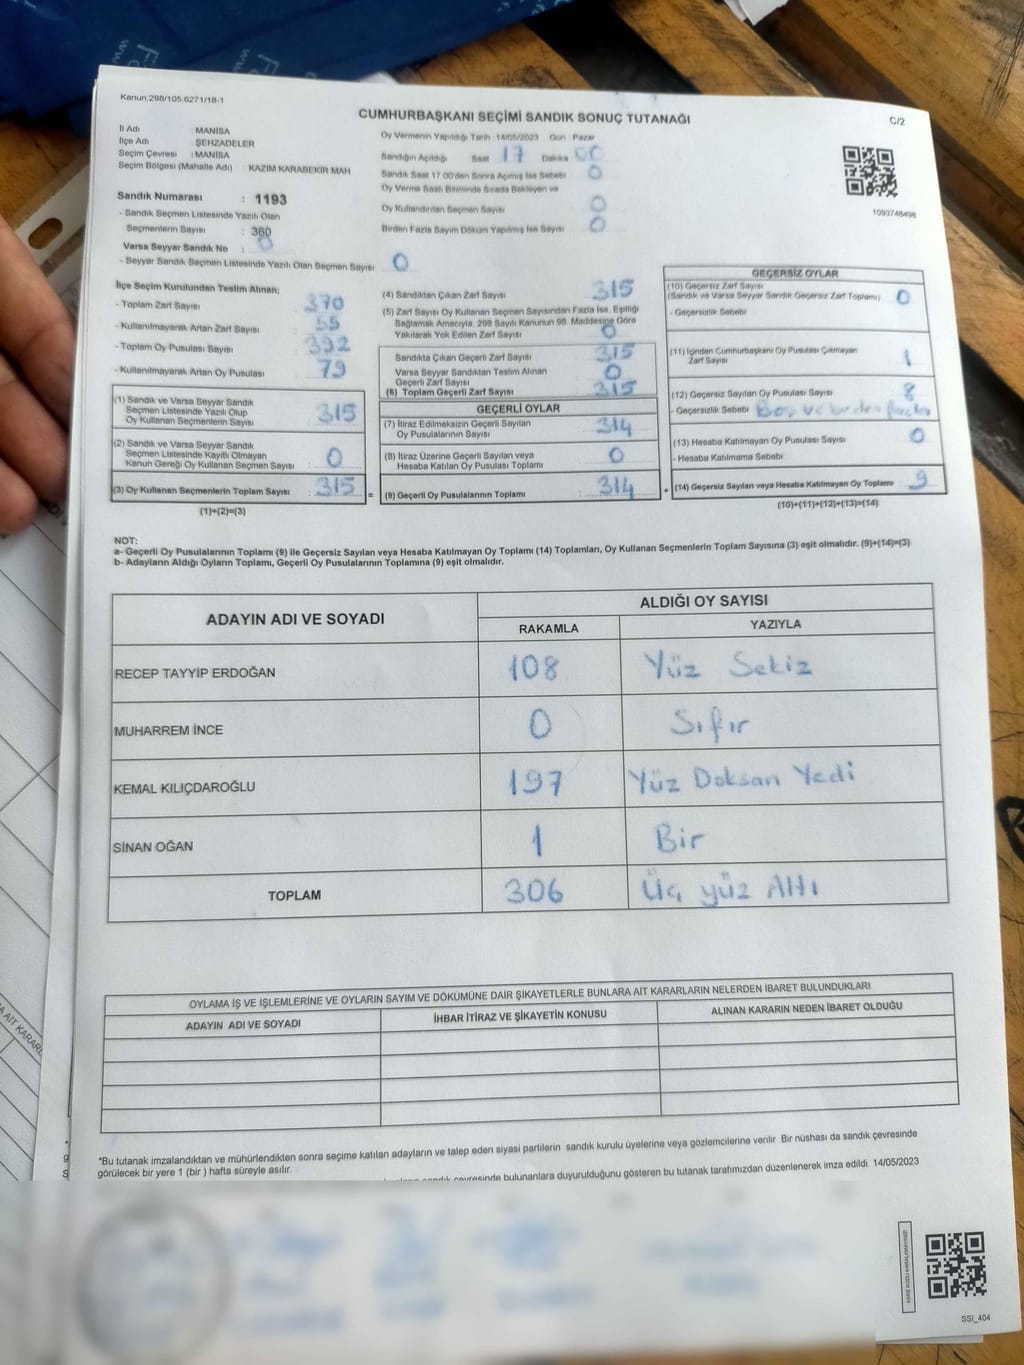 Kanun.298/105.6271/18-1
CUMHURBAŞKANI SEÇİMİ SANDIK SONUÇ TUTANAĞI
C/2
İl Adı : MANİSA
İlçe Adı : ŞEHZADELER
Seçim Çevresi : MANİSA
Seçim Bölgesi (Mahalle Adı) : KAZIM KARABEKİR MAH
Sandık Numarası : 1193
- Sandık Seçmen Listesinde Yazılı Olan
Seçmenlerin Sayısı : 360
Varsa Seyyar Sandık No : 0
- Seyyar Sandık Seçmen Listesinde Yazılı Olan Seçmen Sayısı 0
Oy Vermenin Yapıldığı Tarih 14/05/2023 Gün Pazar
Sandığın Açıldığı Saat 17 Dakika 00
Sandık Saat 17.00'den Sonra Açımış İse Sebebi 0
Oy Verme Saati Bitiminde Sırada Bekleyen ve
Oy Kullandırılan Seçmen Sayısı 0
Birden Fazla Sayım Döküm Yapılmış İse Sayısı 0
1093748498
İlçe Seçim Kurulundan Teslim Alınan;
- Toplam Zarf Sayısı 370
- Kullanılmayarak Artan Zarf Sayısı 55
- Toplam Oy Pusulası Sayısı 392
- Kullanılmayarak Artan Oy Pusulası 79
(1) Sandık ve Varsa Seyyar Sandık
Seçmen Listesinde Yazılı Olup
Oy Kullanan Seçmenlerin Sayısı : 315
(2) Sandık ve Varsa Seyyar Sandık
Seçmen Listesinde Kayıtlı Olmayan
Kanun Gereği Oy Kullanan Seçmen Sayısı : 0
(3) Oy Kullanan Seçmenlerin Toplam Sayısı : 315 =
(1)+(2)=(3)
(4) Sandıktan Çıkan Zarf Sayısı 315
(5) Zarf Sayısı Oy Kullanan Seçmen Sayısından Fazla İse, Eşitliği
Sağlamak Amacıyla, 298 Sayılı Kanunun 98. Maddesine Göre
Yakılarak Yok Edilen Zarf Sayısı 0
Sandıkta Çıkan Geçerli Zarf Sayısı 315
Varsa Seyyar Sandıktan Teslim Alınan
Geçerli Zarf Sayısı 0
(6) Toplam Geçerli Zarf Sayısı 315
GEÇERLİ OYLAR
(7) İtiraz Edilmeksizin Geçerli Sayılan
Oy Pusulalarının Sayısı 314
(8) İtiraz Üzerine Geçerli Sayılan veya
Hesaba Katılan Oy Pusulası Toplamı 0
(9) Geçerli Oy Pusulalarının Toplamı : 314 +
GEÇERSİZ OYLAR
(10) Geçersiz Zarf Sayısı
(Sandık ve Varsa Seyyar Sandık Geçersiz Zarf Toplamı) 0
- Geçersizlik Sebebi
(11) İçinden Cumhurbaşkanı Oy Pusulası Çıkmayan
Zarf Sayısı 1
(12) Geçersiz Sayılan Oy Pusulası Sayısı 8
- Geçersizlik Sebebi Boş ve birden fazla
(13) Hesaba Katılmayan Oy Pusulası Sayısı 0
- Hesaba Katılmama Sebebi
(14) Geçersiz Sayılan veya Hesaba Katılmayan Oy Toplamı : 9
(10)+(11)+(12)+(13)=(14)
NOT:
a- Geçerli Oy Pusulalarının Toplamı (9) ile Geçersiz Sayılan veya Hesaba Katılmayan Oy Toplamı (14) Toplamları, Oy Kullanan Seçmenlerin Toplam Sayısına (3) eşit olmalıdır. (9)+(14)=(3)
b- Adayların Aldığı Oyların Toplamı, Geçerli Oy Pusulalarının Toplamına (9) eşit olmalıdır.
ADAYIN ADI VE SOYADI
ALDIĞI OY SAYISI
RAKAMLA YAZIYLA
RECEP TAYYİP ERDOĞAN 108 Yüz Sekiz
MUHARREM İNCE 0 Sıfır
KEMAL KILIÇDAROĞLU 197 Yüz Doksan Yedi
SİNAN OĞAN 1 Bir
TOPLAM 306 Üç yüz Altı
OYLAMA İŞ VE İŞLEMLERİNE VE OYLARIN SAYIM VE DÖKÜMÜNE DAİR ŞİKAYETLERLE BUNLARA AİT KARARLARIN NELERDEN İBARET BULUNDUKLARI
ADAYIN ADI VE SOYADI İHBAR İTİRAZ VE ŞİKAYETİN KONUSU ALINAN KARARIN NEDEN İBARET OLDUĞU
*Bu tutanak imzalandıktan ve mühürlendikten sonra seçime katılan adayların ve talep eden siyasi partilerin sandık kurulu üyelerine veya gözlemcilerine verilir Bir nüshası da sandık çevresinde
görülecek bir yere 1 (bir ) hafta süreyle asılır.
çevresinde bulunanlara duyurulduğunu gösteren bu tutanak tarafımızdan düzenlenerek imza edildi. 14/05/2023
KARE KODU KARALAMAYINIZ!
SSI_404